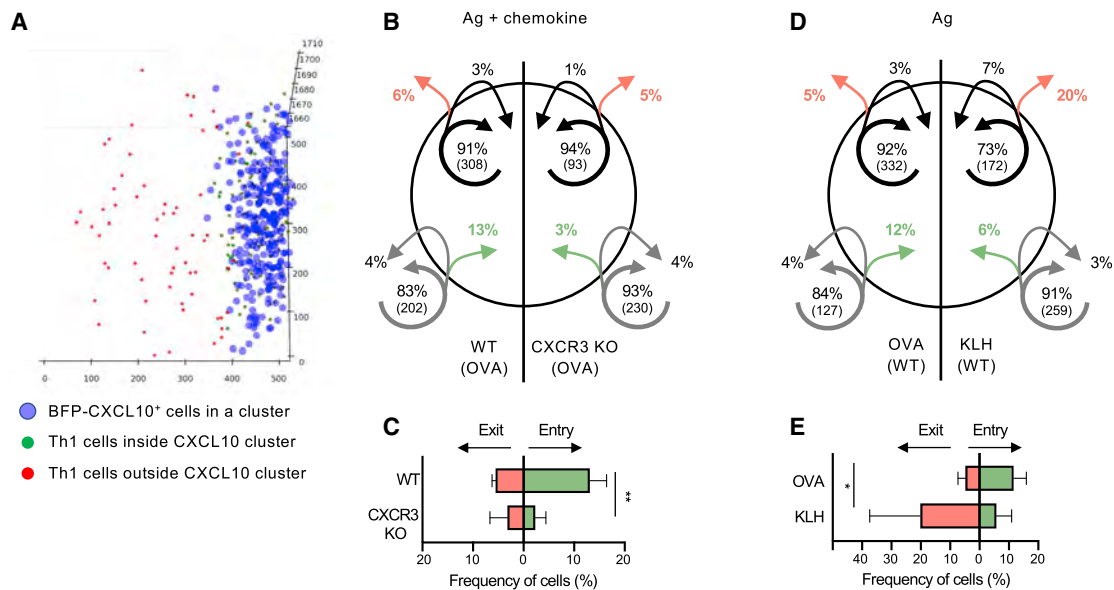 A
1710
1700
1690
1680
1670
1660
500
400
300
200
100
0
0 100 200 300 400 500
BFP-CXCL10⁺ cells in a cluster
Th1 cells inside CXCL10 cluster
Th1 cells outside CXCL10 cluster
B
Ag + chemokine
3% 1%
6% 5%
91% 94%
(308) (93)
13% 3%
4% 4%
83% 93%
(202) (230)
WT CXCR3 KO
(OVA) (OVA)
C
Exit Entry
WT
**
CXCR3
KO
20 10 0 10 20
Frequency of cells (%)
D
Ag
3% 7%
5% 20%
92% 73%
(332) (172)
12% 6%
4% 3%
84% 91%
(127) (259)
OVA KLH
(WT) (WT)
E
Exit Entry
OVA
*
KLH
40 30 20 10 0 10 20
Frequency of cells (%)